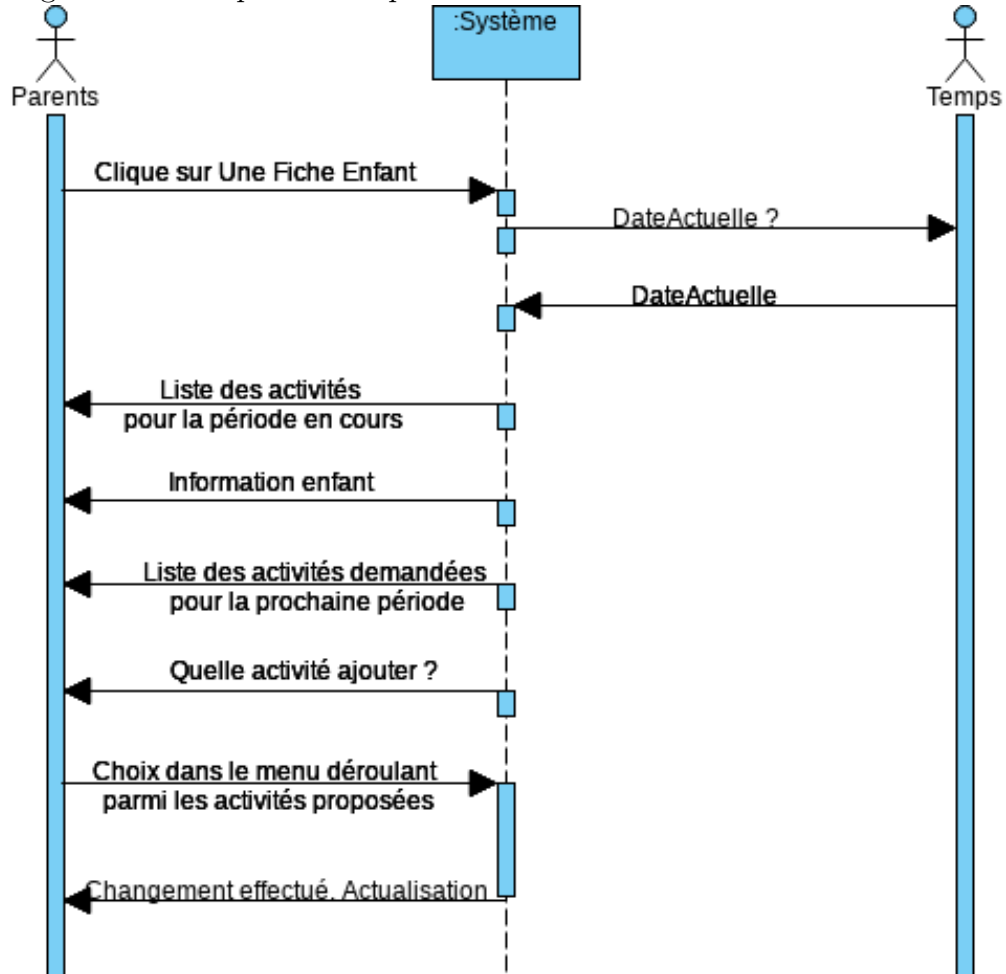 :Système
Parents
Temps
Clique sur Une Fiche Enfant
DateActuelle ?
DateActuelle
Liste des activités
pour la période en cours
Information enfant
Liste des activités demandées
pour la prochaine période
Quelle activité ajouter ?
Choix dans le menu déroulant
parmi les activités proposées
Changement effectué. Actualisation